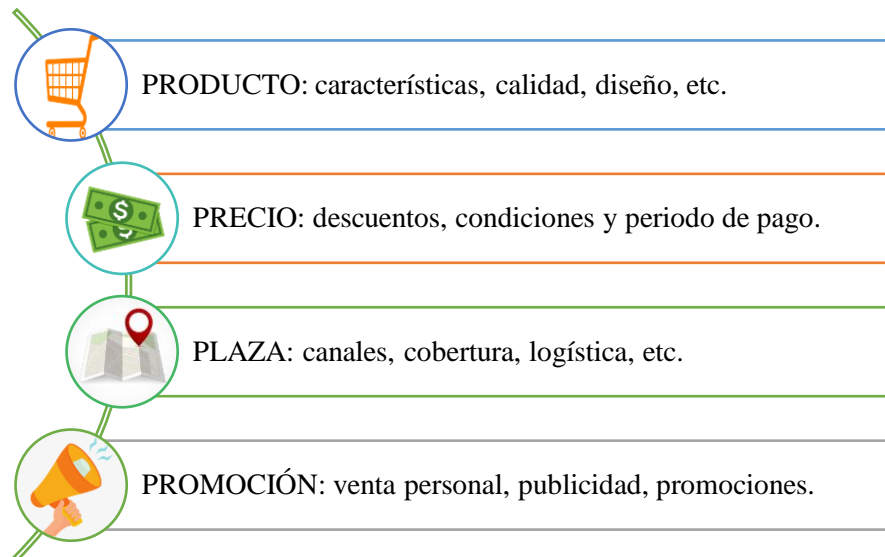 PRODUCTO: características, calidad, diseño, etc.
PRECIO: descuentos, condiciones y periodo de pago.
PLAZA: canales, cobertura, logística, etc.
PROMOCIÓN: venta personal, publicidad, promociones.